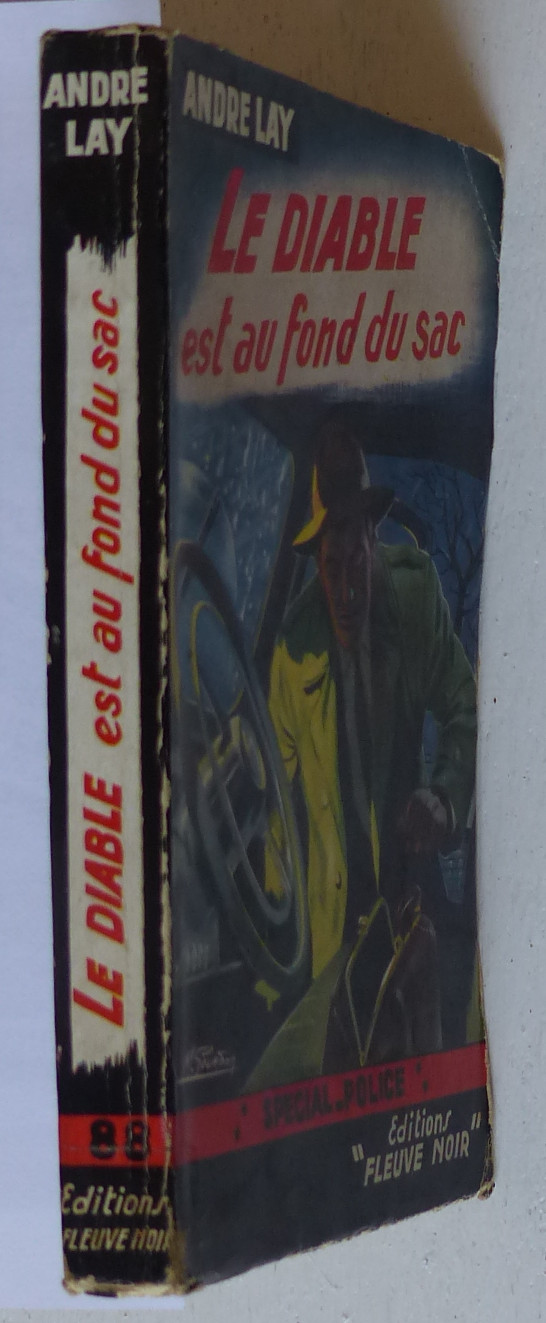 ANDRE
LAY
LE DIABLE est au fond du sac
88
Editions
FLEUVE NOIR
ANDRE LAY
LE DIABLE
est au fond du sac
SPECIAL-POLICE
Editions
"FLEUVE NOIR"